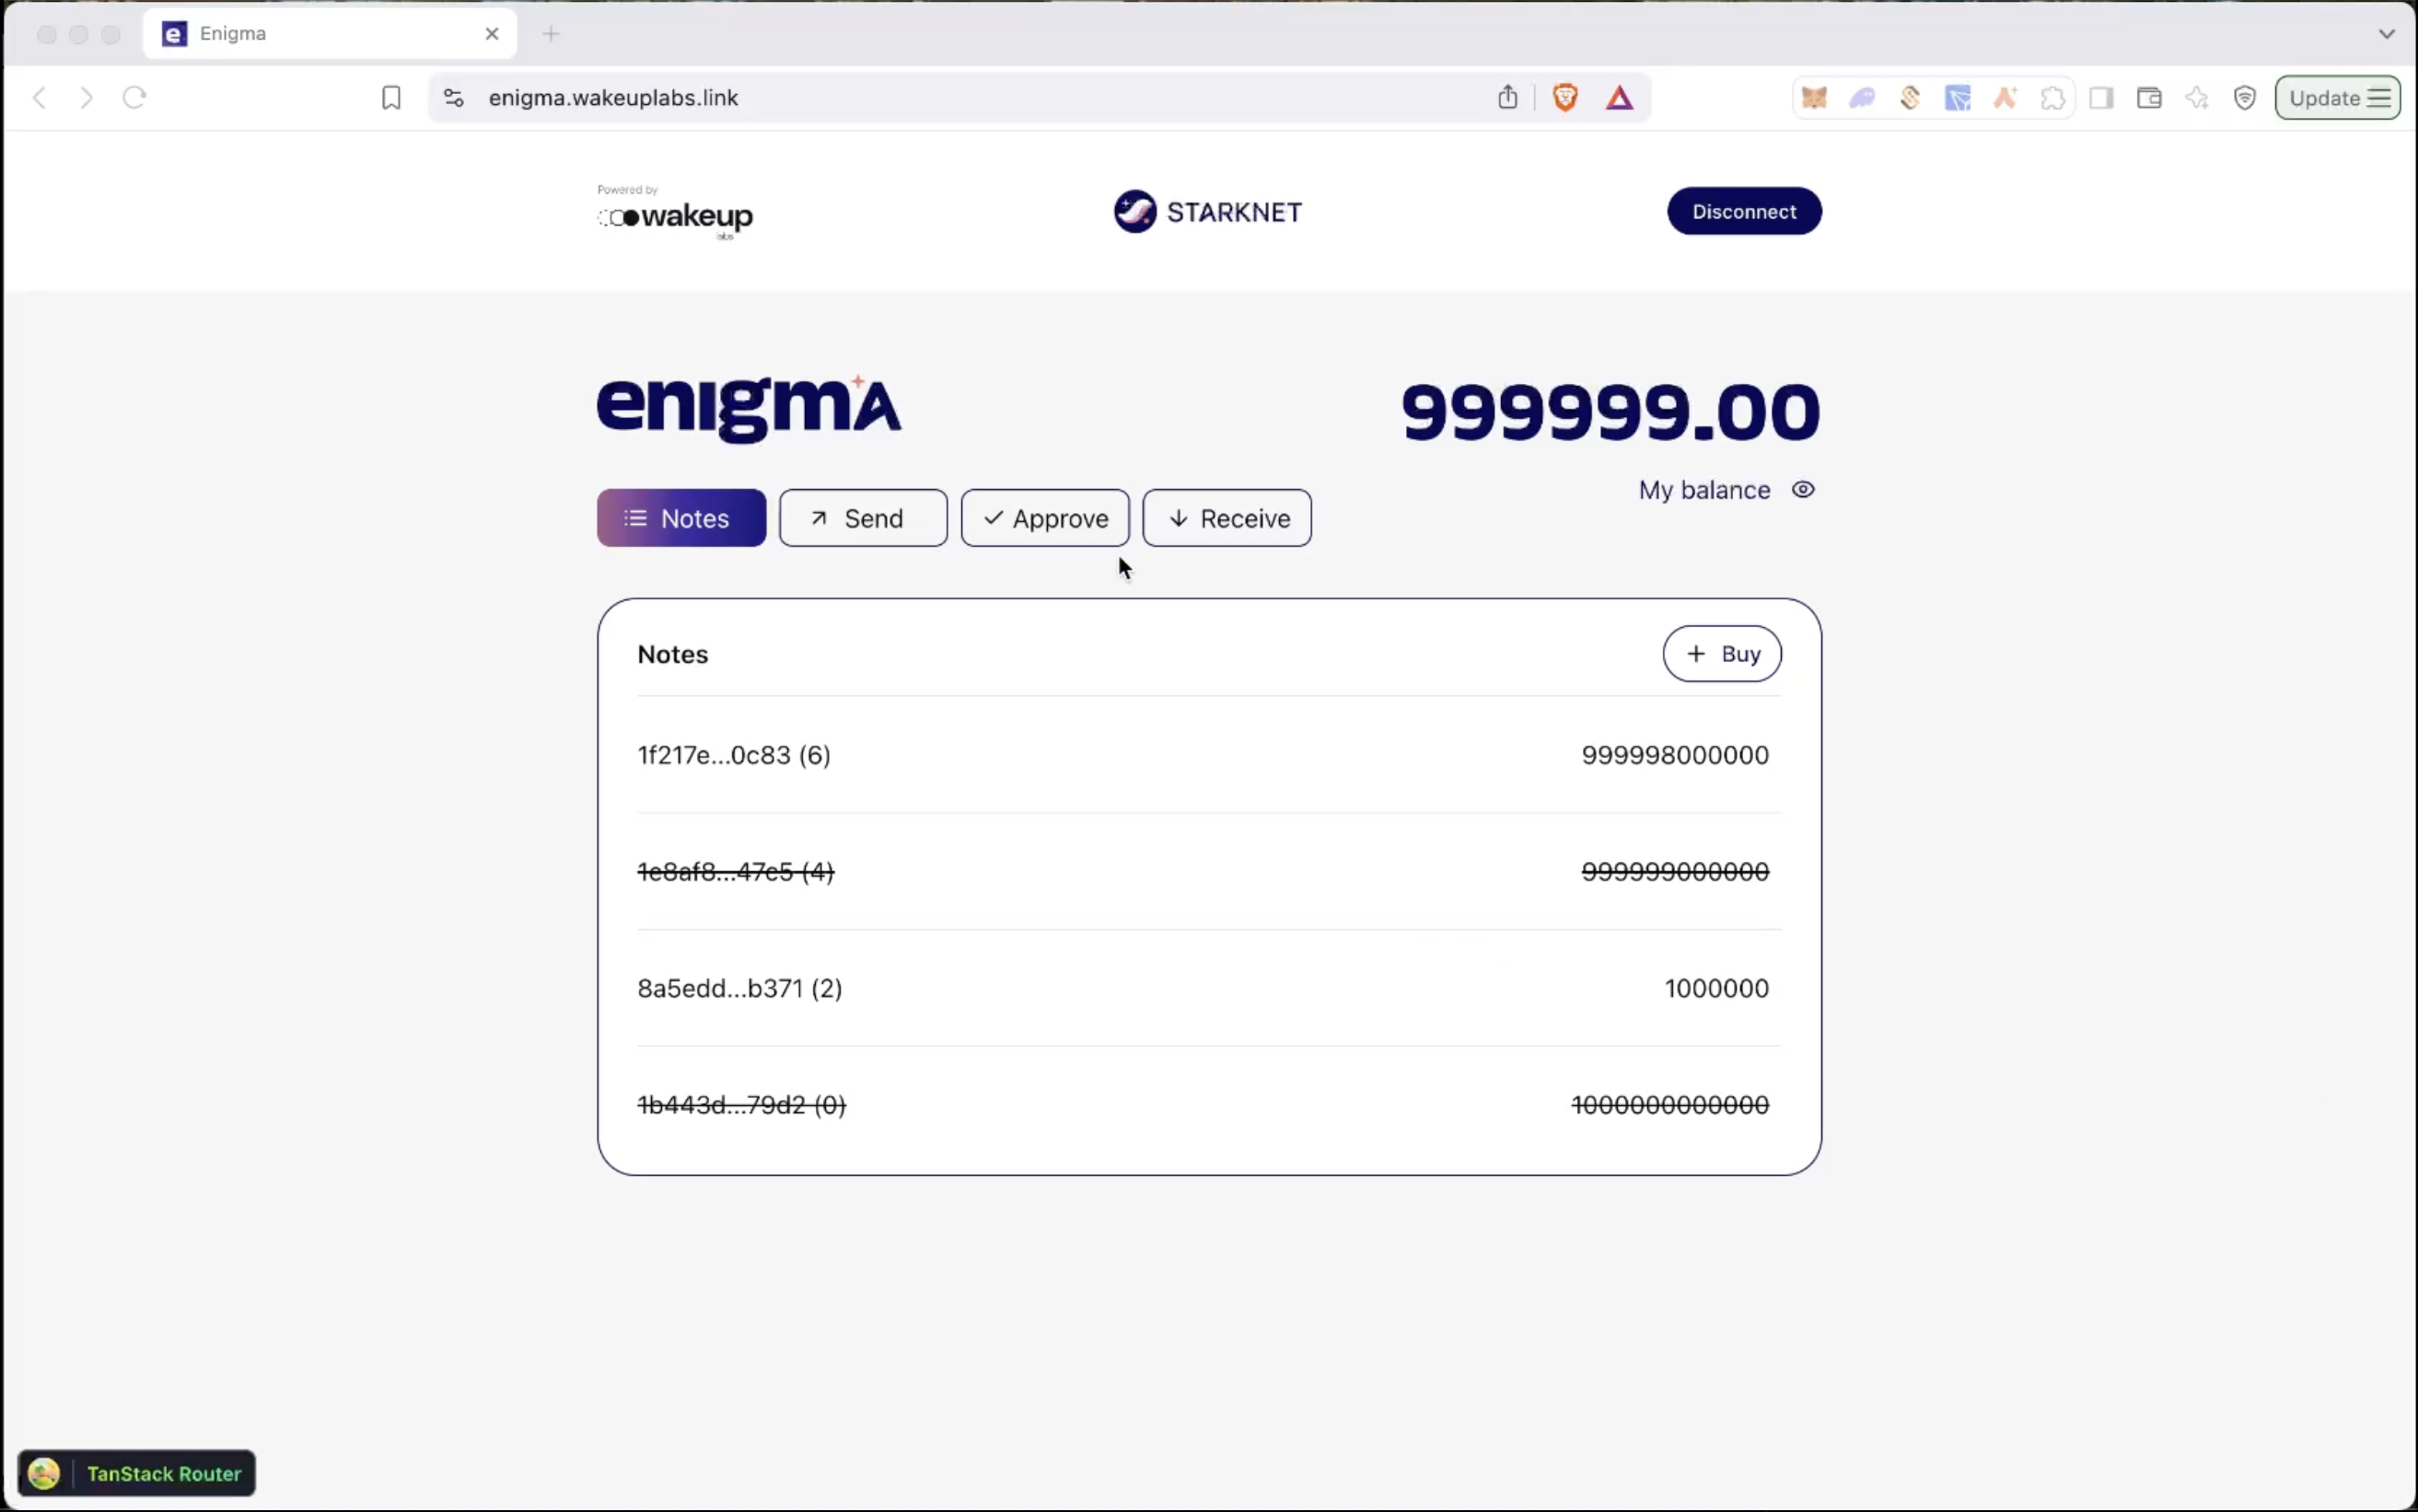 Enigma
enigma.wakeuplabs.link
Update
Powered by
wakeup
labs
STARKNET
Disconnect
enigma
999999.00
My balance
Notes
Send
Approve
Receive
Notes
Buy
1f217e...0c83 (6)
999998000000
1e8af8...47c5 (4)
999999000000
8a5edd...b371 (2)
1000000
1b443d...79d2 (0)
1000000000000
TanStack Router